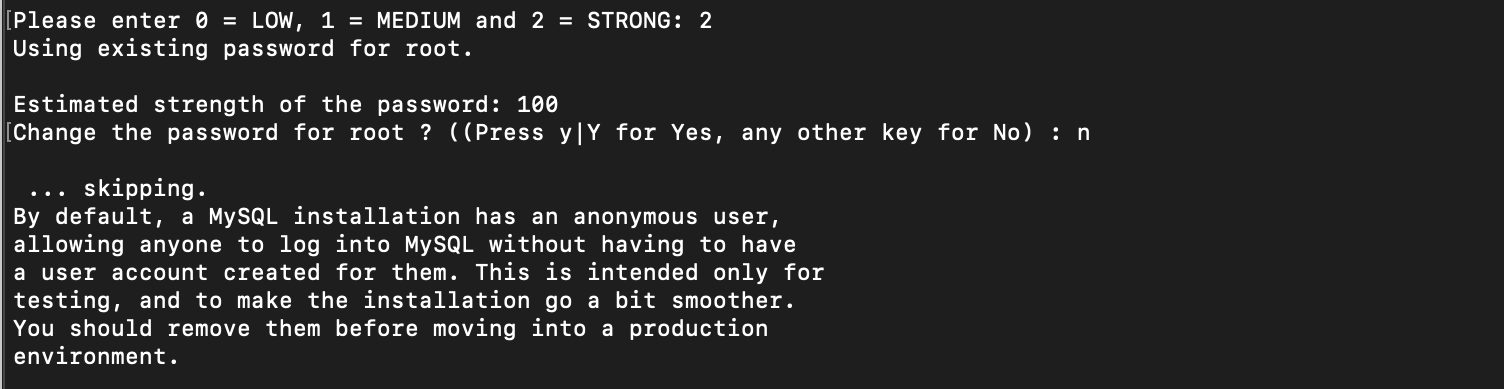 [Please enter 0 = LOW, 1 = MEDIUM and 2 = STRONG: 2
Using existing password for root.
Estimated strength of the password: 100
[Change the password for root ? ((Press y|Y for Yes, any other key for No) : n
... skipping.
By default, a MySQL installation has an anonymous user,
allowing anyone to log into MySQL without having to have
a user account created for them. This is intended only for
testing, and to make the installation go a bit smoother.
You should remove them before moving into a production
environment.